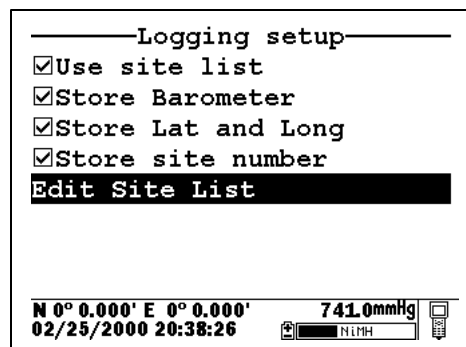 Logging setup
☑Use site list
☑Store Barometer
☑Store Lat and Long
☑Store site number
Edit Site List
N 0° 0.000' E 0° 0.000' 741.0mmHg
02/25/2000 20:38:26 NiMH